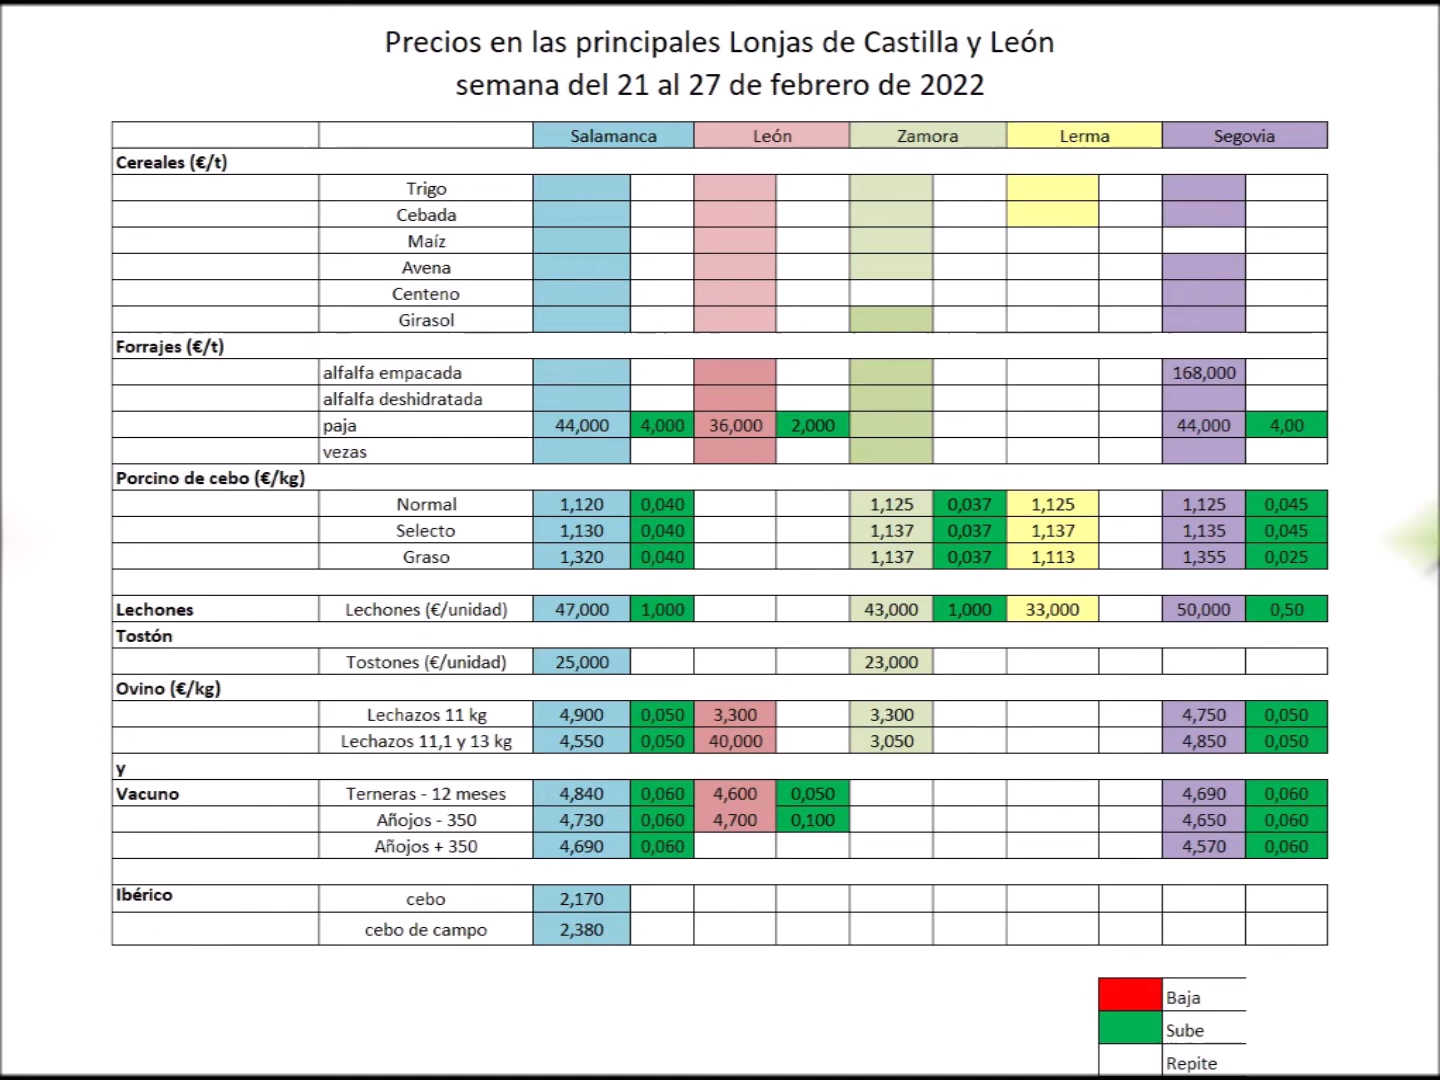 Precios en las principales Lonjas de Castilla y León
semana del 21 al 27 de febrero de 2022
Salamanca León Zamora Lerma Segovia
Cereales (€/t)
Trigo
Cebada
Maíz
Avena
Centeno
Girasol
Forrajes (€/t)
alfalfa empacada 168,000
alfalfa deshidratada
paja 44,000 4,000 36,000 2,000 44,000 4,00
vezas
Porcino de cebo (€/kg)
Normal 1,120 0,040 1,125 0,037 1,125 1,125 0,045
Selecto 1,130 0,040 1,137 0,037 1,137 1,135 0,045
Graso 1,320 0,040 1,137 0,037 1,113 1,355 0,025
Lechones Lechones (€/unidad) 47,000 1,000 43,000 1,000 33,000 50,000 0,50
Tostón
Tostones (€/unidad) 25,000 23,000
Ovino (€/kg)
Lechazos 11 kg 4,900 0,050 3,300 3,300 4,750 0,050
Lechazos 11,1 y 13 kg 4,550 0,050 40,000 3,050 4,850 0,050
y
Vacuno Terneras - 12 meses 4,840 0,060 4,600 0,050 4,690 0,060
Añojos - 350 4,730 0,060 4,700 0,100 4,650 0,060
Añojos + 350 4,690 0,060 4,570 0,060
Ibérico cebo 2,170
cebo de campo 2,380
Baja
Sube
Repite